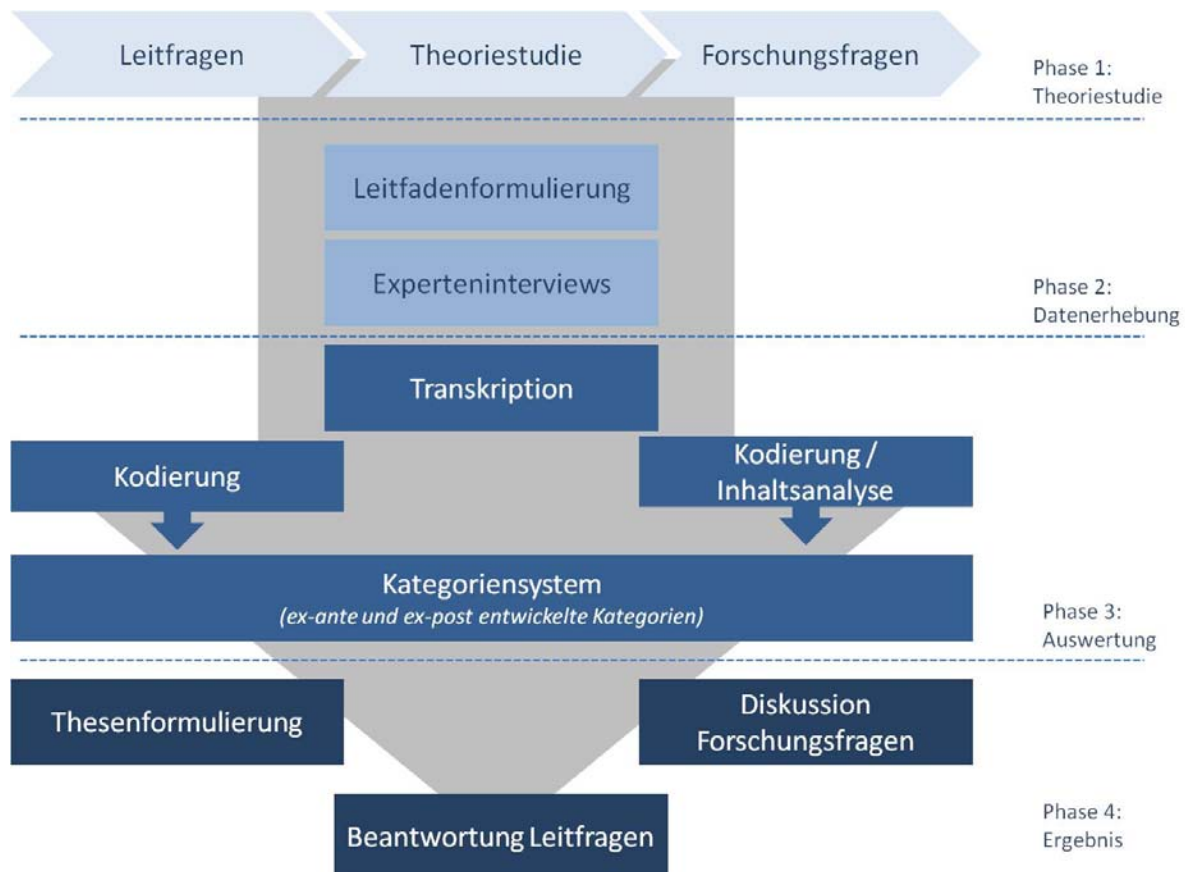 Leitfragen
Theoriestudie
Forschungsfragen
Phase 1:
Theoriestudie
Leitfadenformulierung
Experteninterviews
Phase 2:
Datenerhebung
Transkription
Kodierung
Kodierung /
Inhaltsanalyse
Kategoriensystem
(ex-ante und ex-post entwickelte Kategorien)
Phase 3:
Auswertung
Thesenformulierung
Diskussion
Forschungsfragen
Beantwortung Leitfragen
Phase 4:
Ergebnis